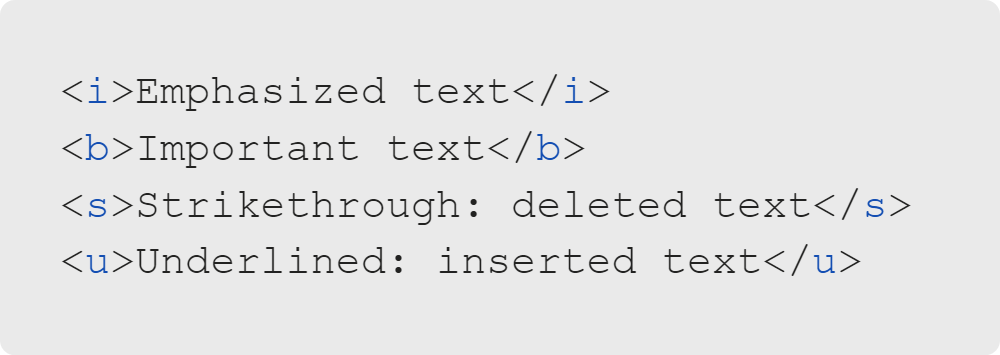 <i>Emphasized text</i>
<b>Important text</b>
<s>Strikethrough: deleted text</s>
<u>Underlined: inserted text</u>